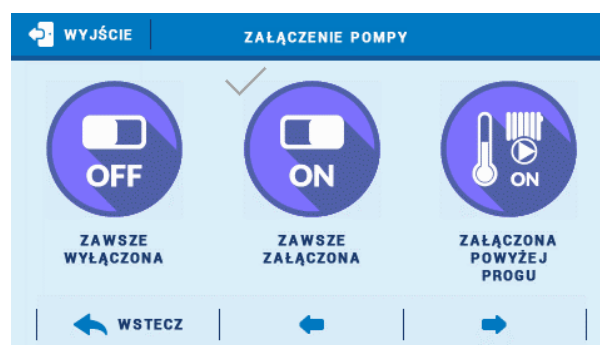 WYJŚCIE
ZAŁĄCZENIE POMPY
OFF
ON
ON
ZAWSZE
WYŁĄCZONA
ZAWSZE
ZAŁĄCZONA
ZAŁĄCZONA
POWYŻEJ
PROGU
WSTECZ